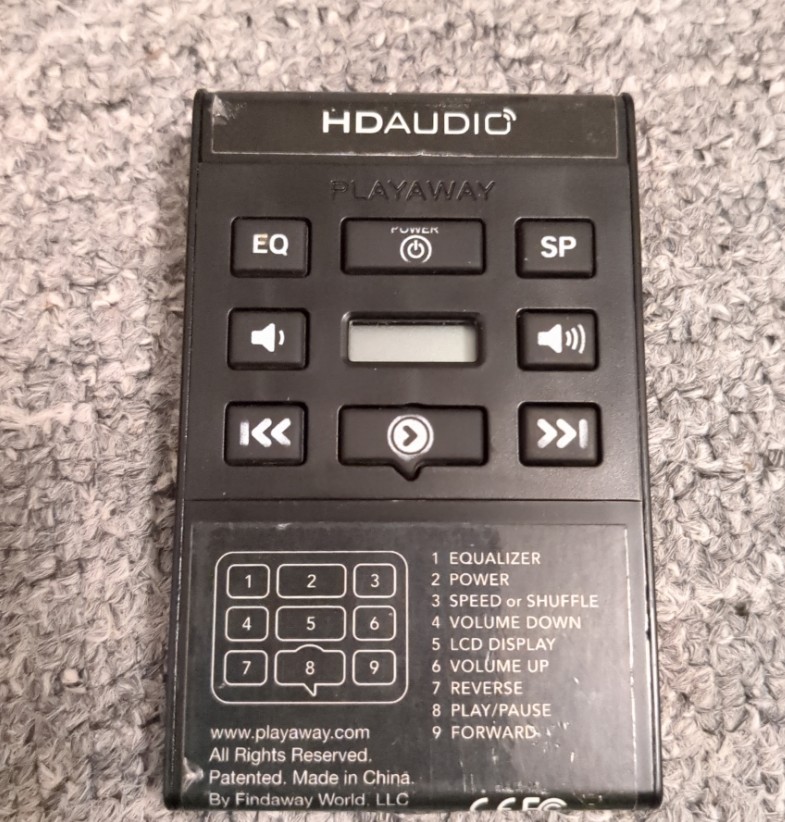 HDAUDIO
PLAYAWAY
EQ
POWER
SP
1 2 3
4 5 6
7 8 9
1 EQUALIZER
2 POWER
3 SPEED or SHUFFLE
4 VOLUME DOWN
5 LCD DISPLAY
6 VOLUME UP
7 REVERSE
8 PLAY/PAUSE
9 FORWARD
www.playaway.com
All Rights Reserved.
Patented. Made in China.
By Findaway World, LLC